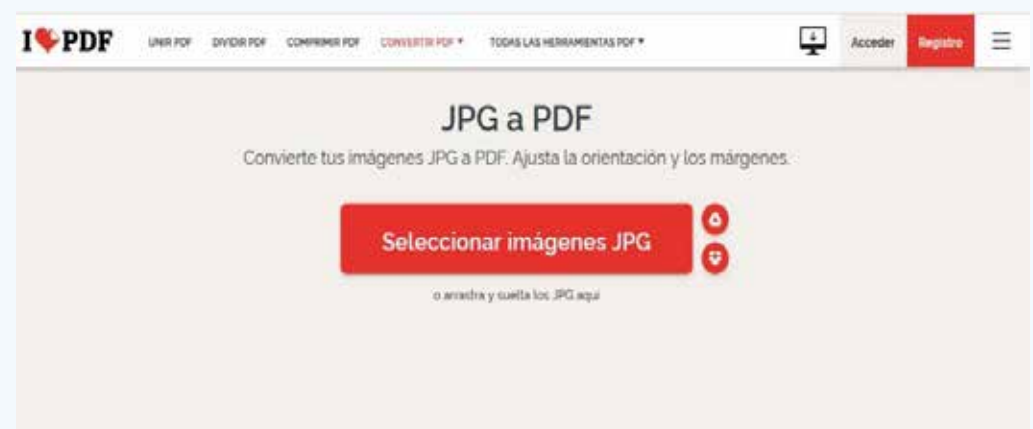 I PDF UNIR PDF DIVIDIR PDF COMPRIMIR PDF CONVERTIR PDF TODAS LAS HERRAMIENTAS PDF Acceder Registro
JPG a PDF
Convierte tus imágenes JPG a PDF. Ajusta la orientación y los márgenes.
Seleccionar imágenes JPG
o arrastra y suelta los JPG aquí